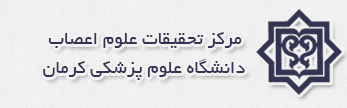 مرکز تحقیقات علوم اعصاب
دانشگاه علوم پزشکی کرمان